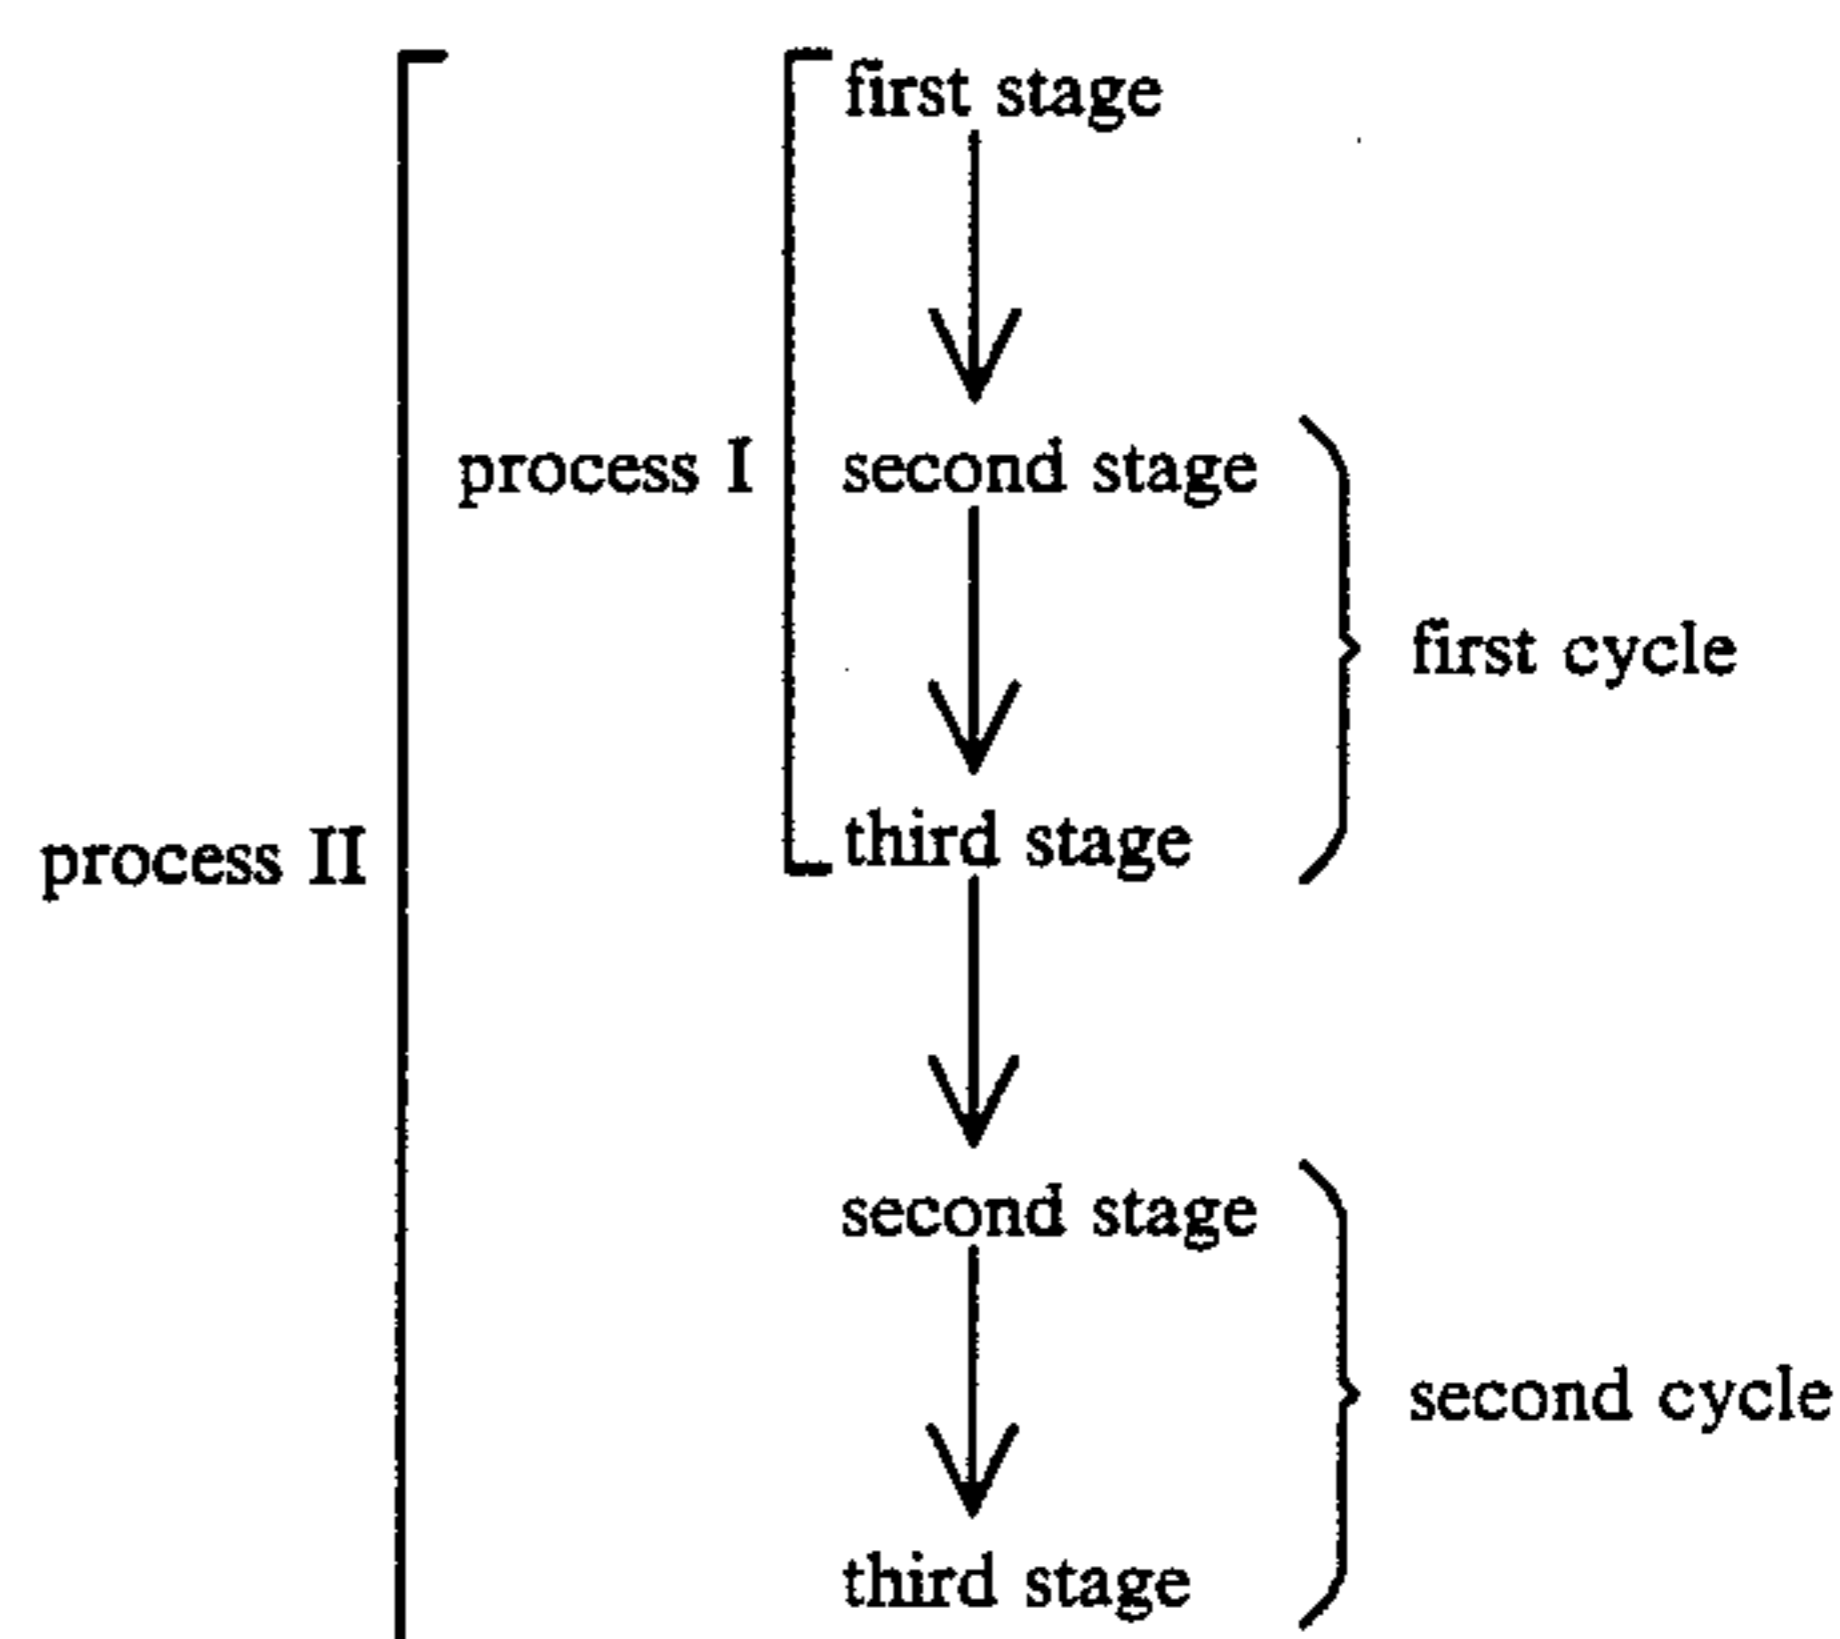 first stage
process I second stage
first cycle
third stage
process II
second stage
second cycle
third stage